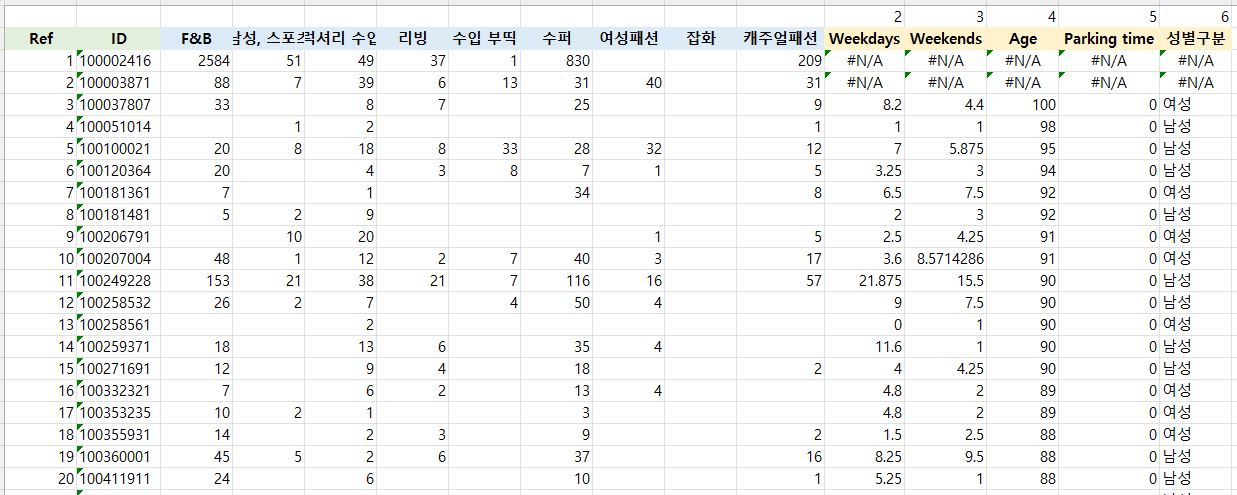 2 3 4 5 6
Ref ID F&B 남성, 스포츠 럭셔리 수입 리빙 수입 부띡 수퍼 여성패션 잡화 캐주얼패션 Weekdays Weekends Age Parking time 성별구분
1 100002416 2584 51 49 37 1 830 209 #N/A #N/A #N/A #N/A #N/A
2 100003871 88 7 39 6 13 31 40 31 #N/A #N/A #N/A #N/A #N/A
3 100037807 33 8 7 25 9 8.2 4.4 100 0 여성
4 100051014 1 2 1 1 1 98 0 남성
5 100100021 20 8 18 8 33 28 32 12 7 5.875 95 0 남성
6 100120364 20 4 3 8 7 1 5 3.25 3 94 0 남성
7 100181361 7 1 34 8 6.5 7.5 92 0 여성
8 100181481 5 2 9 2 3 92 0 남성
9 100206791 10 20 1 5 2.5 4.25 91 0 여성
10 100207004 48 1 12 2 7 40 3 17 3.6 8.5714286 91 0 여성
11 100249228 153 21 38 21 7 116 16 57 21.875 15.5 90 0 남성
12 100258532 26 2 7 4 50 4 9 7.5 90 0 남성
13 100258561 2 0 1 90 0 여성
14 100259371 18 13 6 35 4 11.6 1 90 0 남성
15 100271691 12 9 4 18 2 4 4.25 90 0 남성
16 100332321 7 6 2 13 4 4.8 2 89 0 여성
17 100353235 10 2 1 3 4.8 2 89 0 여성
18 100355931 14 2 3 9 2 1.5 2.5 88 0 여성
19 100360001 45 5 2 6 37 16 8.25 9.5 88 0 남성
20 100411911 24 6 10 1 5.25 1 88 0 남성